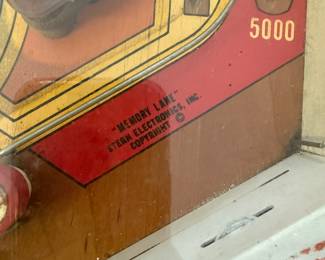 5000
"MEMORY LANE"
STERN ELECTRONICS, INC.
COPYRIGHT ©